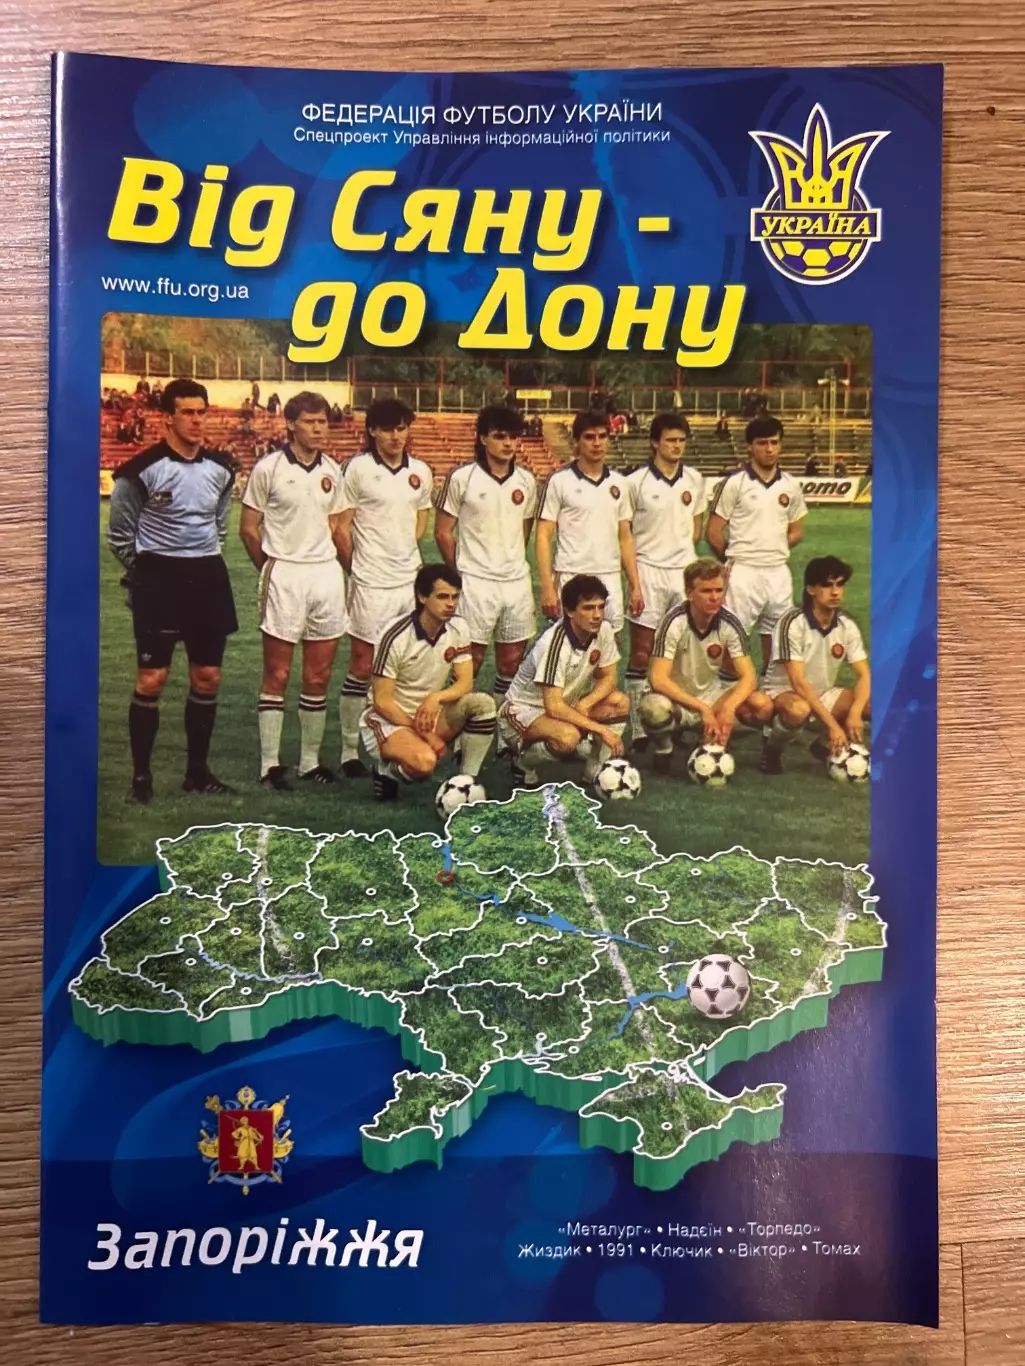 ФЕДЕРАЦІЯ ФУТБОЛУ УКРАЇНИ
Спецпроект Управління інформаційної політики
Від Сяну -
до Дону
УКРАЇНА
www.ffu.org.ua
Запоріжжя
«Металург» • Надєїн • «Торпедо»
Жиздик • 1991 • Ключик • «Віктор» • Томах